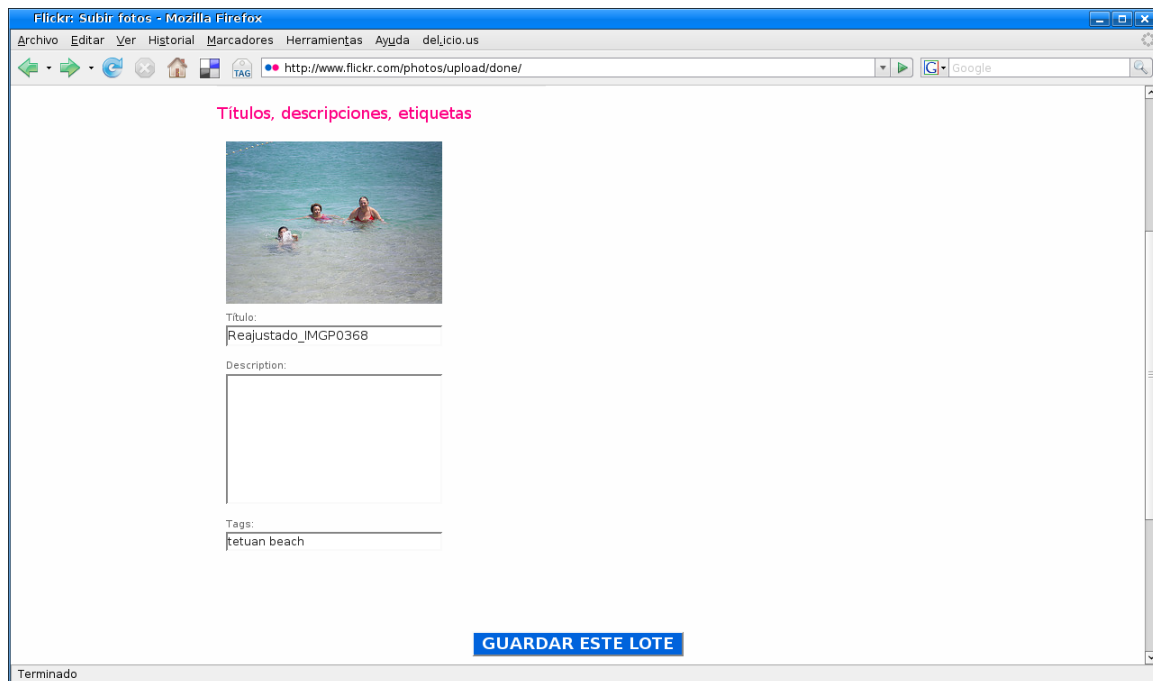 Flickr: Subir fotos - Mozilla Firefox
Archivo Editar Ver Historial Marcadores Herramientas Ayuda del.icio.us
TAG http://www.flickr.com/photos/upload/done/ G Google
Títulos, descripciones, etiquetas
Título:
Reajustado_IMGP0368
Description:
Tags:
tetuan beach
GUARDAR ESTE LOTE
Terminado